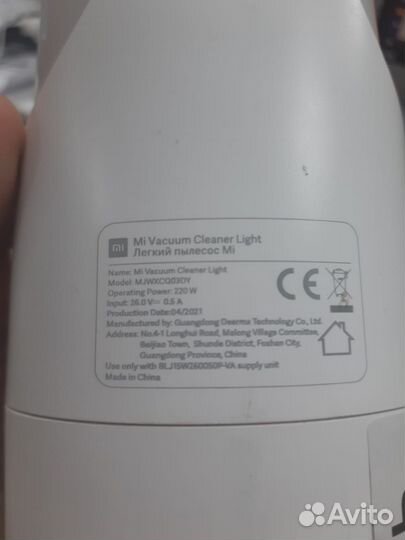 mi Mi Vacuum Cleaner Light
Легкий пылесос Mi
Name: Mi Vacuum Cleaner Light
Model: MJWXCQ03DY
Operating Power: 220 W
Input: 26.0 V⎓ 0.5 A
Production Date:04/2021
Manufactured by: Guangdong Deerma Technology Co., Ltd.
Address: No.4-1 Longhui Road, Malong Village Committee,
Beijiao Town, Shunde District, Foshan City,
Guangdong Province, China
Use only with BLJ15W260050P-VA supply unit
Made in China
CE
Avito